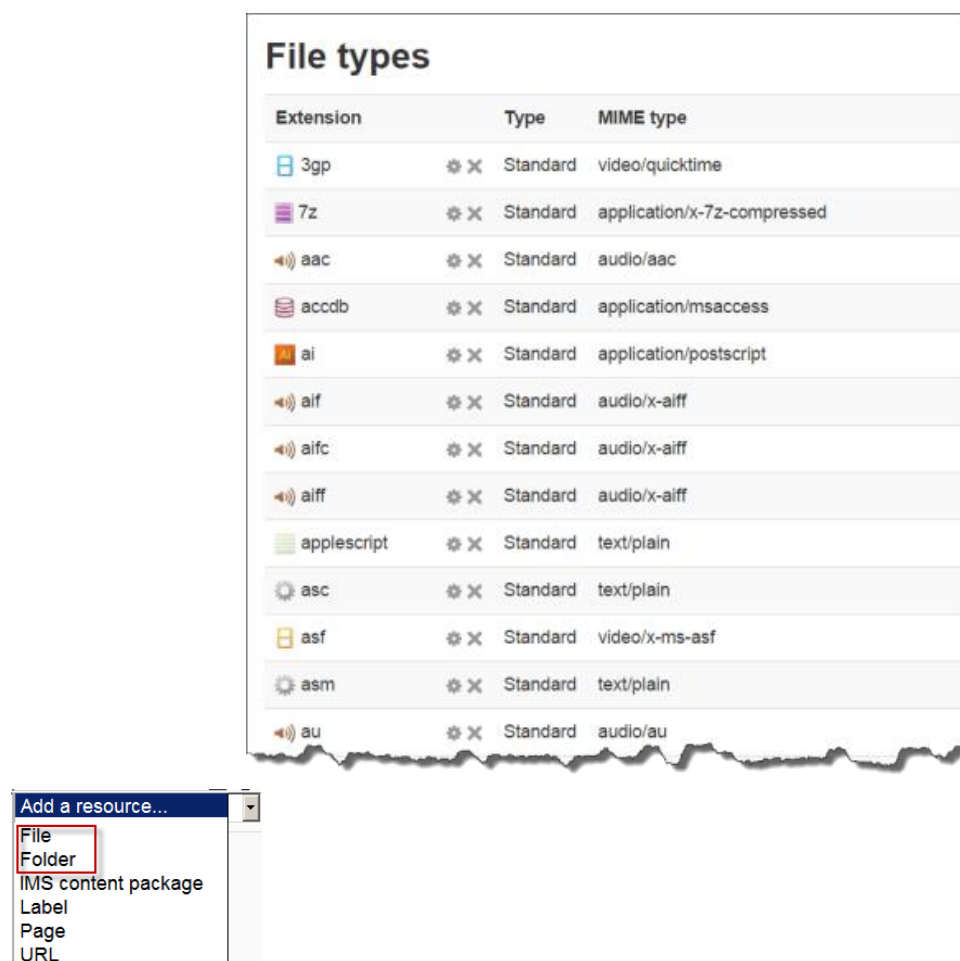 File types
Extension Type MIME type
3gp Standard video/quicktime
7z Standard application/x-7z-compressed
aac Standard audio/aac
accdb Standard application/msaccess
Ai ai Standard application/postscript
aif Standard audio/x-aiff
aifc Standard audio/x-aiff
aiff Standard audio/x-aiff
applescript Standard text/plain
asc Standard text/plain
asf Standard video/x-ms-asf
asm Standard text/plain
au Standard audio/au
Add a resource...
File
Folder
IMS content package
Label
Page
URL